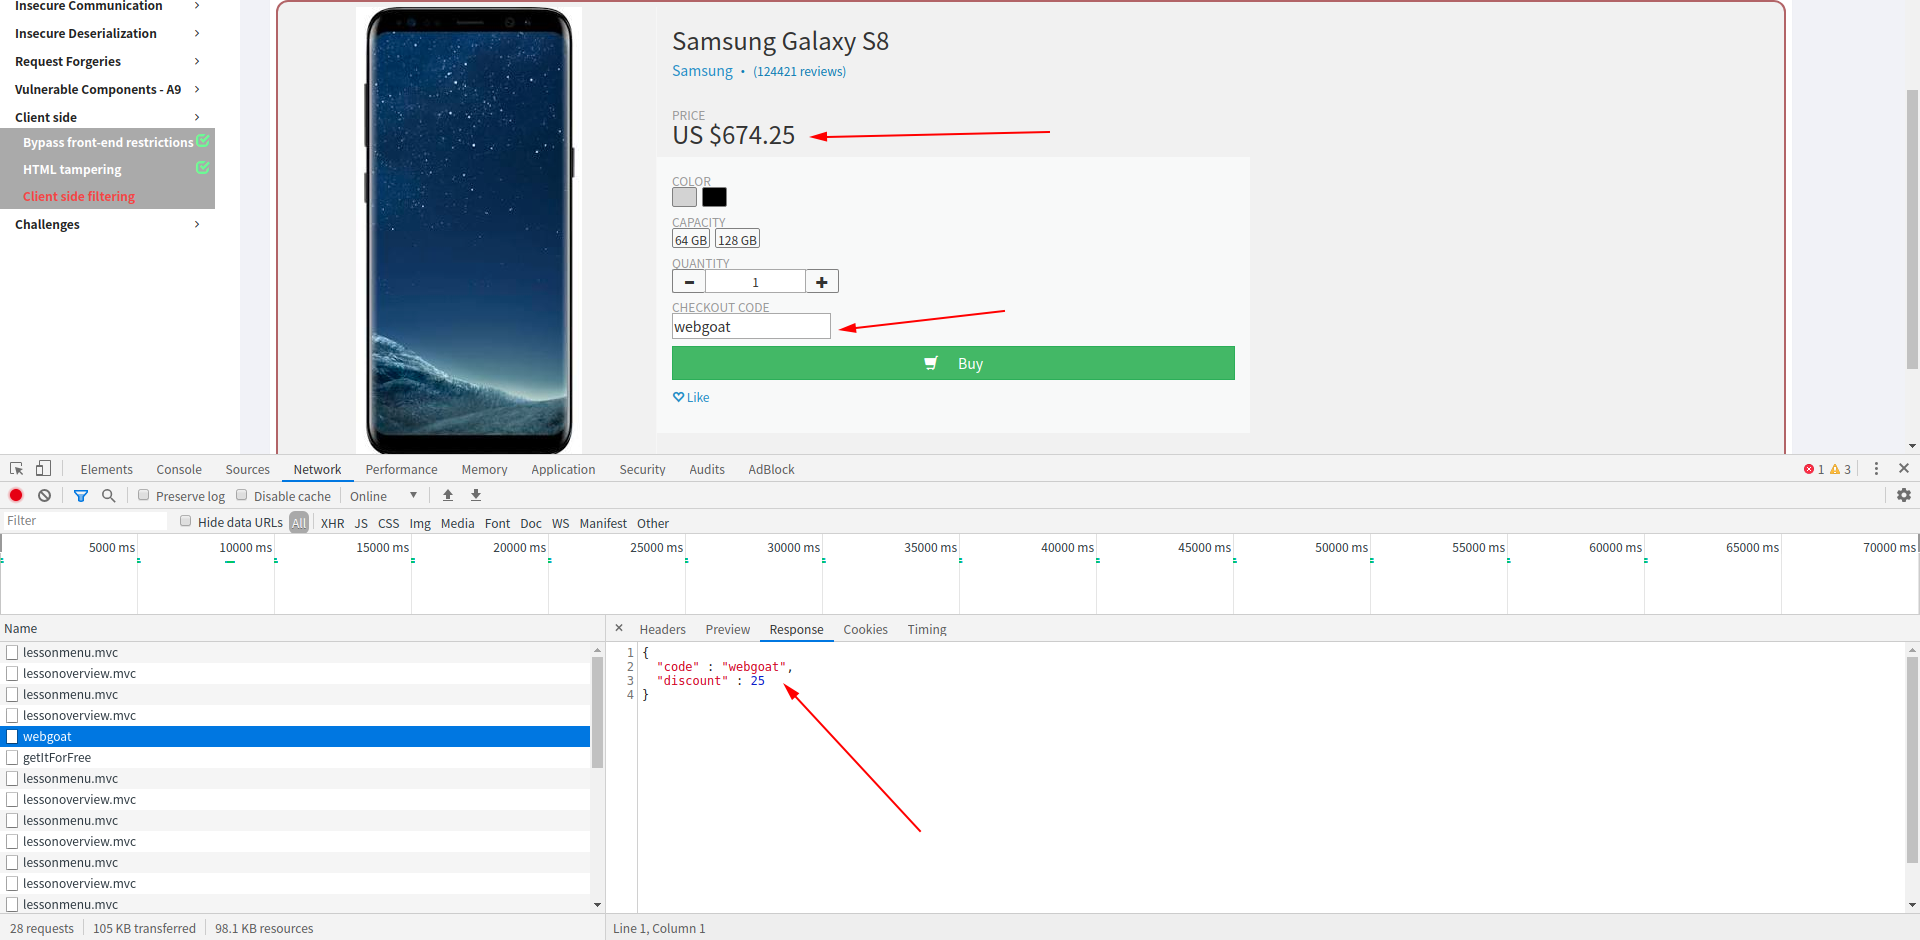 Insecure Communication
Insecure Deserialization
Request Forgeries
Vulnerable Components - A9
Client side
Bypass front-end restrictions
HTML tampering
Client side filtering
Challenges
Samsung Galaxy S8
Samsung • (124421 reviews)
PRICE
US $674.25
COLOR
CAPACITY
64 GB 128 GB
QUANTITY
1
CHECKOUT CODE
webgoat
Buy
Like
Elements Console Sources Network Performance Memory Application Security Audits AdBlock 1 3
Preserve log Disable cache Online
Filter Hide data URLs All XHR JS CSS Img Media Font Doc WS Manifest Other
5000 ms 10000 ms 15000 ms 20000 ms 25000 ms 30000 ms 35000 ms 40000 ms 45000 ms 50000 ms 55000 ms 60000 ms 65000 ms 70000 ms
Name
lessonmenu.mvc
lessonoverview.mvc
lessonmenu.mvc
lessonoverview.mvc
webgoat
getItForFree
lessonmenu.mvc
lessonoverview.mvc
lessonmenu.mvc
lessonoverview.mvc
lessonmenu.mvc
lessonoverview.mvc
lessonmenu.mvc
28 requests 105 KB transferred 98.1 KB resources
Headers Preview Response Cookies Timing
1 {
2 "code" : "webgoat",
3 "discount" : 25
4 }
Line 1, Column 1